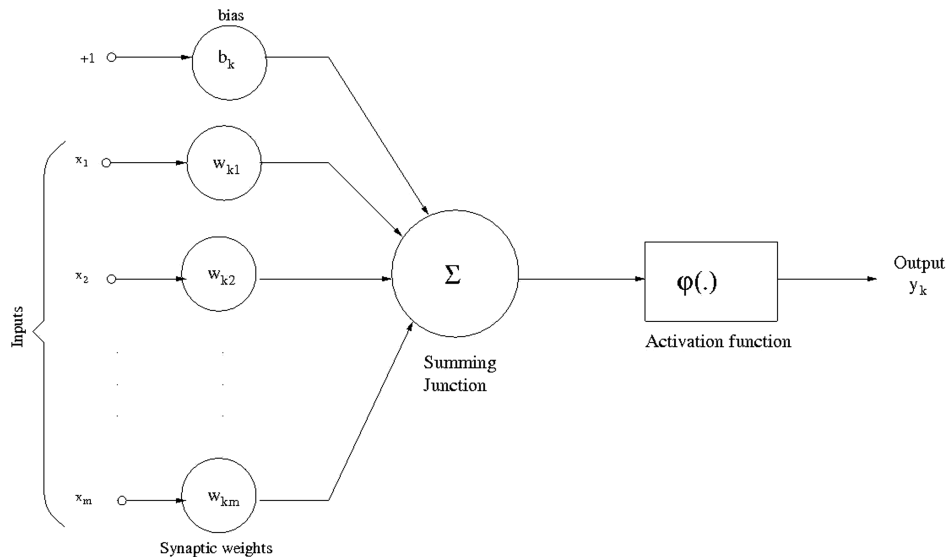 bias
+1
b_k
x_1
w_k1
x_2
w_k2
Inputs
Σ
φ(.)
Output
y_k
Activation function
Summing
Junction
x_m
w_km
Synaptic weights